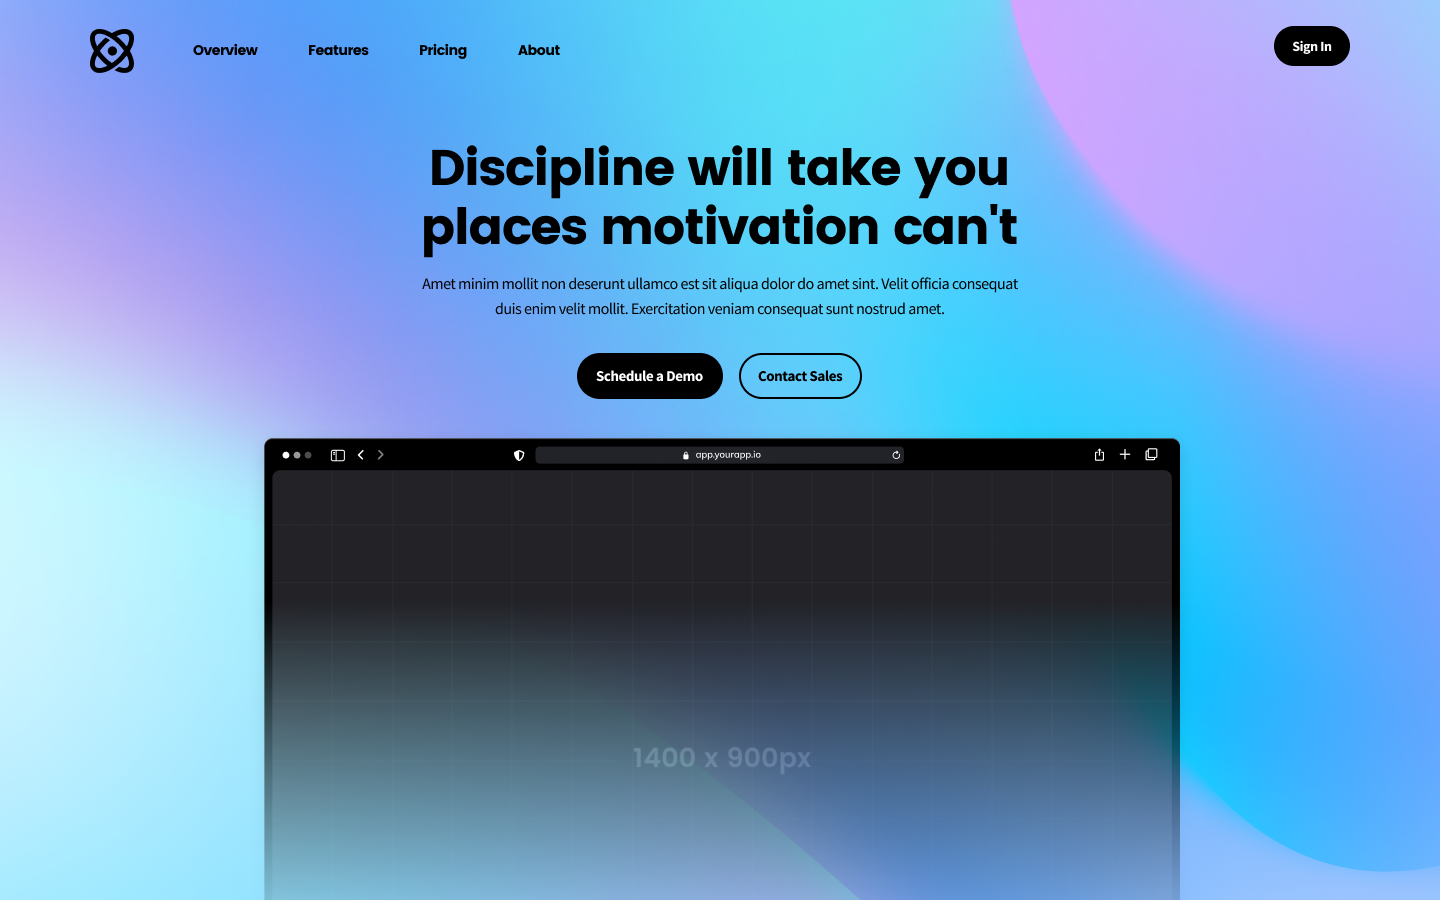 Overview
Features
Pricing
About
Sign In
Discipline will take you
places motivation can't
Amet minim mollit non deserunt ullamco est sit aliqua dolor do amet sint. Velit officia consequat
duis enim velit mollit. Exercitation veniam consequat sunt nostrud amet.
Schedule a Demo
Contact Sales
app.yourapp.io
1400 x 900px